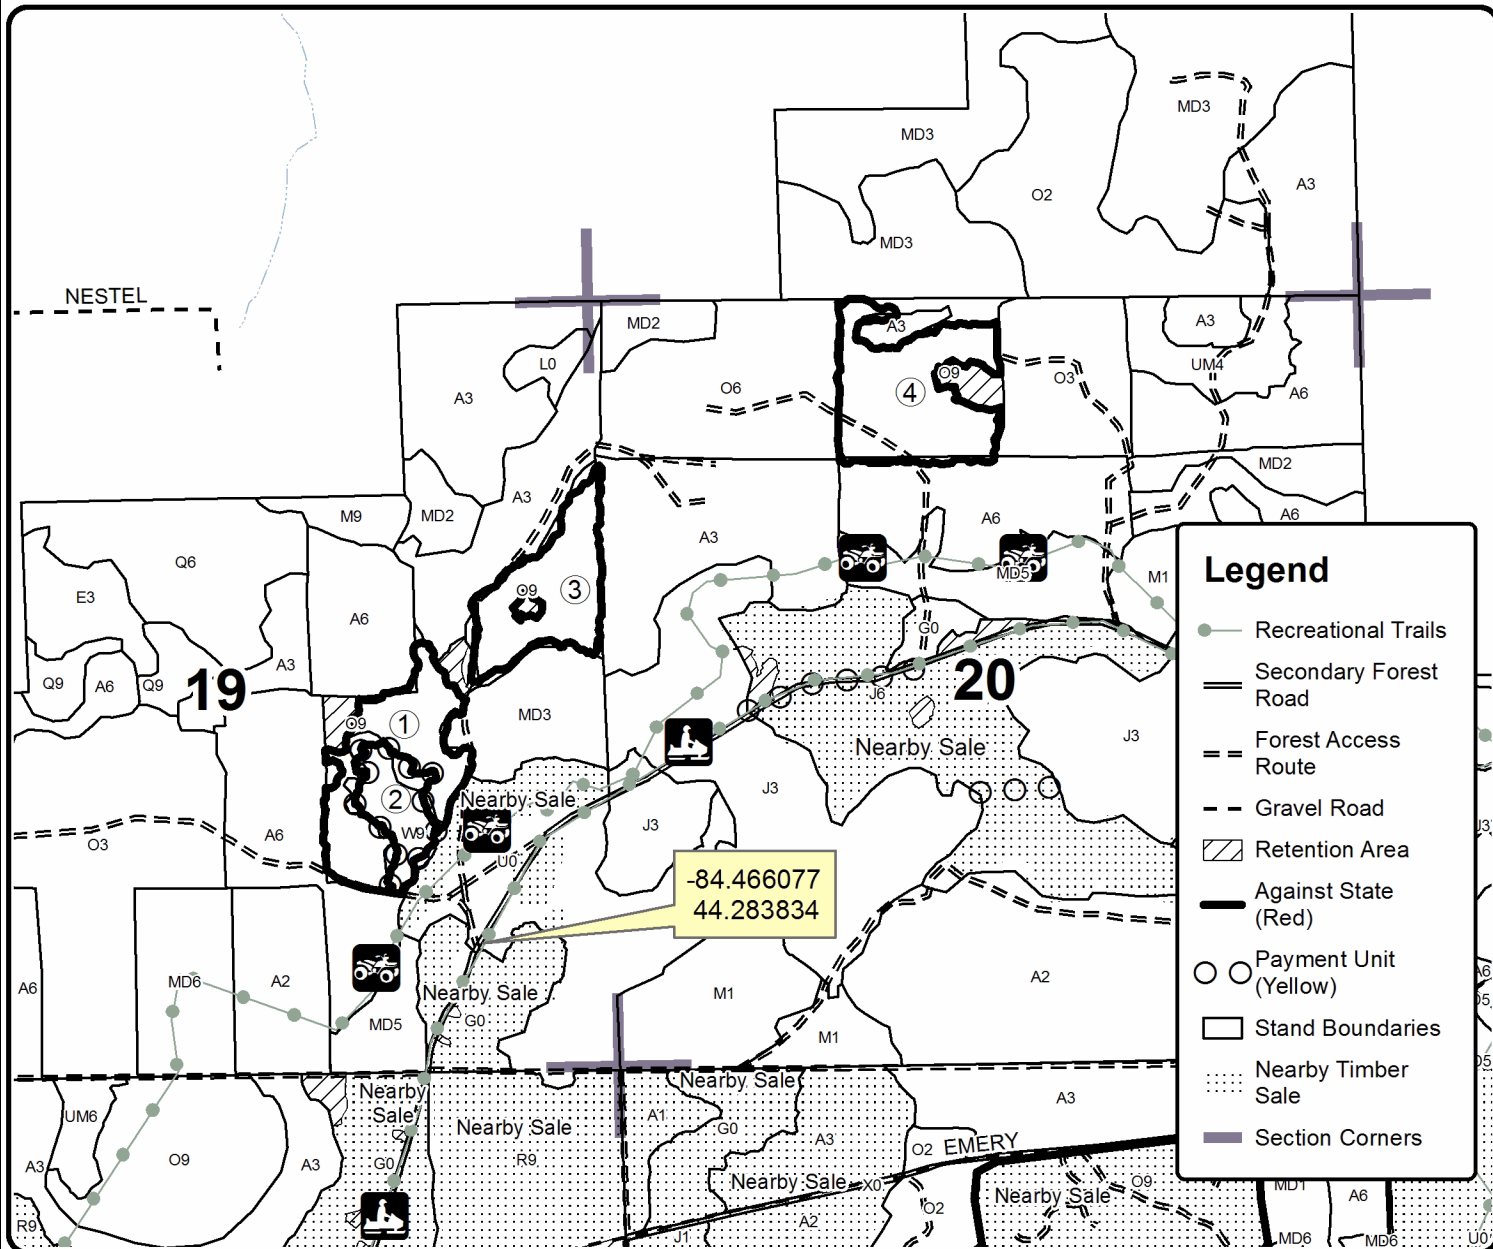 MD3
MD3
A3
O2
MD3
NESTEL
MD2
A3
A3
L0
UM4
O9
O6
O3
A3
4
A6
MD2
A3
M9
MD2
A6
A6
A3
Q6
MD5
M1
O9
3
E3
A6
G0
A3
Q9
A6
Q9
19
20
J6
MD3
O9
1
J3
Nearby Sale
J3
2
Nearby Sale
W9
J3
A6
O3
U0
-84.466077
44.283834
MD6
A2
A6
A2
Nearby Sale
M1
G0
MD5
M1
Nearby Sale
Nearby
Sale
A3
UM6
A1
G0
Nearby Sale
A3
EMERY
O2
A3
O9
A3
G0
R9
Nearby Sale
X0
O9
Nearby Sale
MD1
A6
O2
R9
A2
J1
MD6
MD6
U0
Legend
Recreational Trails
Secondary Forest
Road
Forest Access
Route
Gravel Road
Retention Area
Against State
(Red)
Payment Unit
(Yellow)
Stand Boundaries
Nearby Timber
Sale
Section Corners